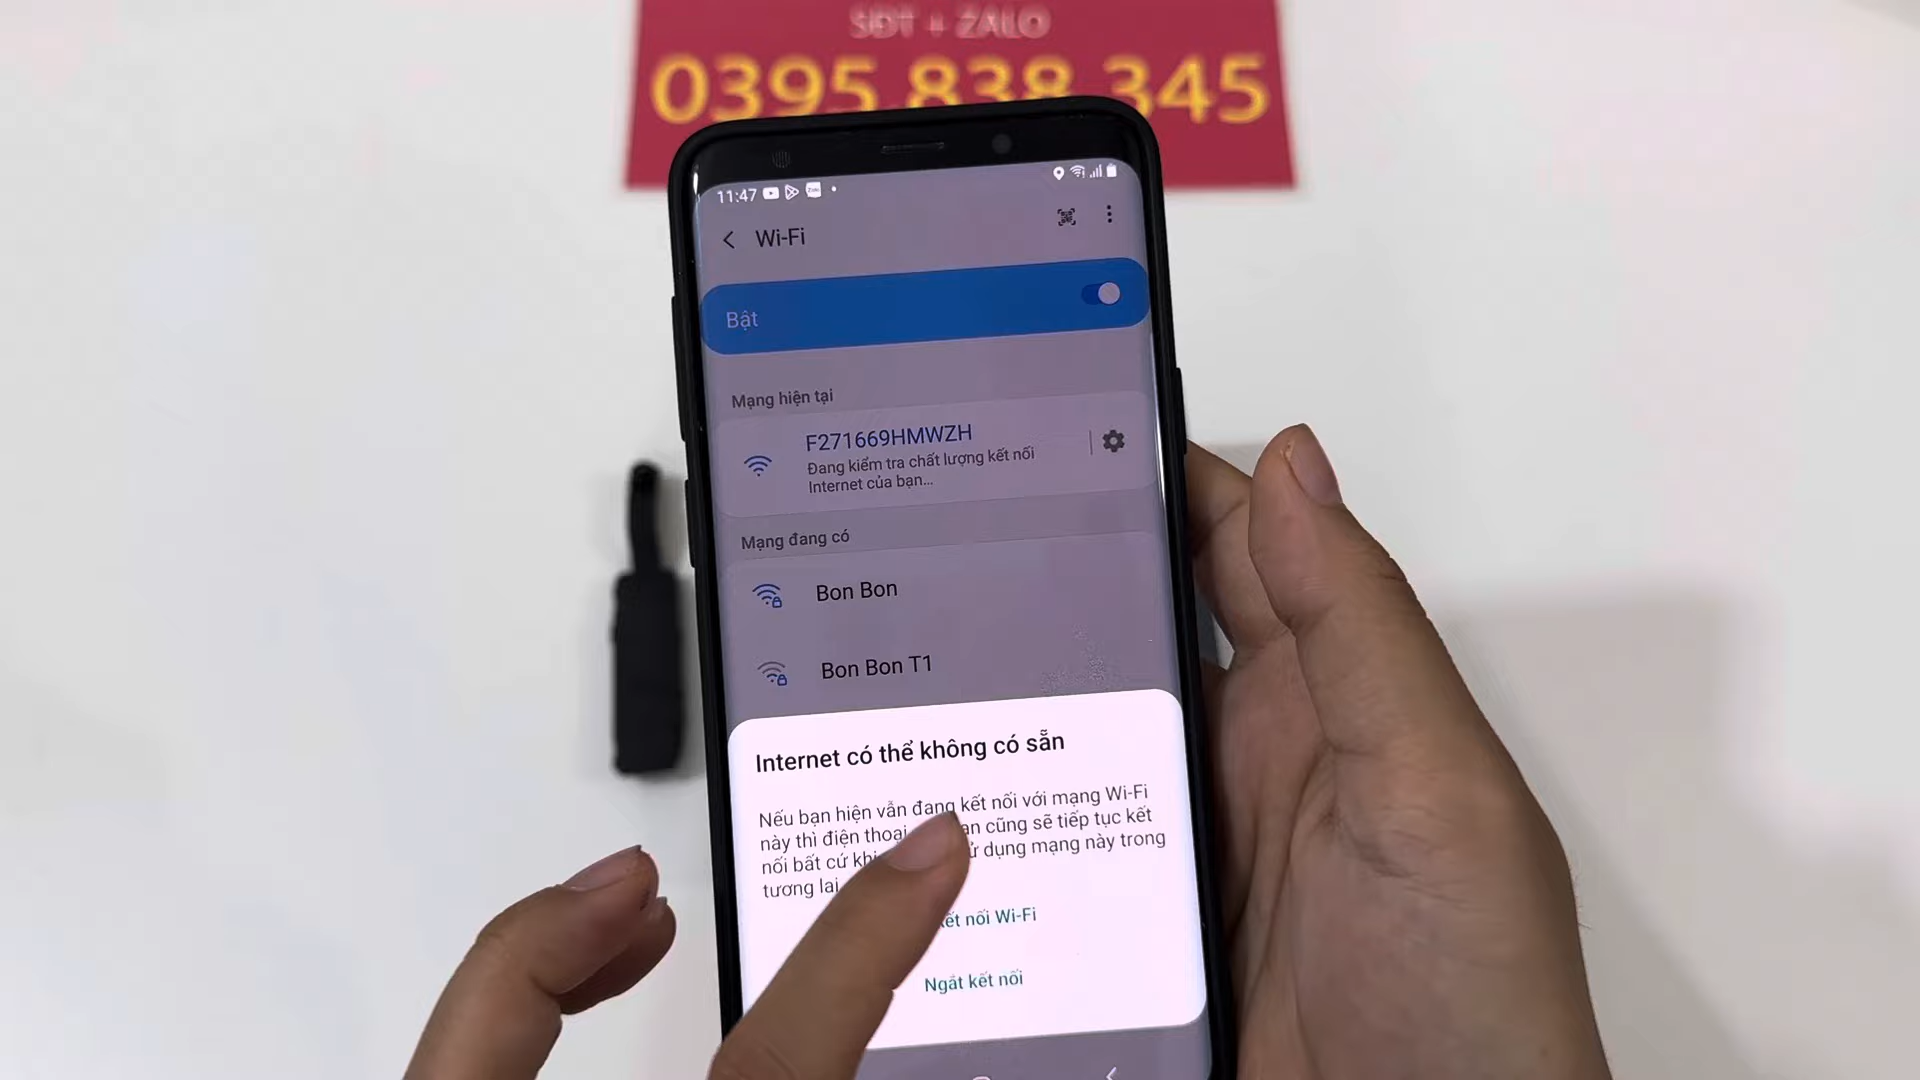 SĐT + ZALO
0395.838.345
11:47
Wi-Fi
Bật
Mạng hiện tại
F271669HMWZH
Đang kiểm tra chất lượng kết nối
Internet của bạn...
Mạng đang có
Bon Bon
Bon Bon T1
Internet có thể không có sẵn
Nếu bạn hiện vẫn đang kết nối với mạng Wi-Fi
này thì điện thoại cũng sẽ tiếp tục kết
nối bất cứ khi dụng mạng này trong
tương lai
nối Wi-Fi
Ngắt kết nối